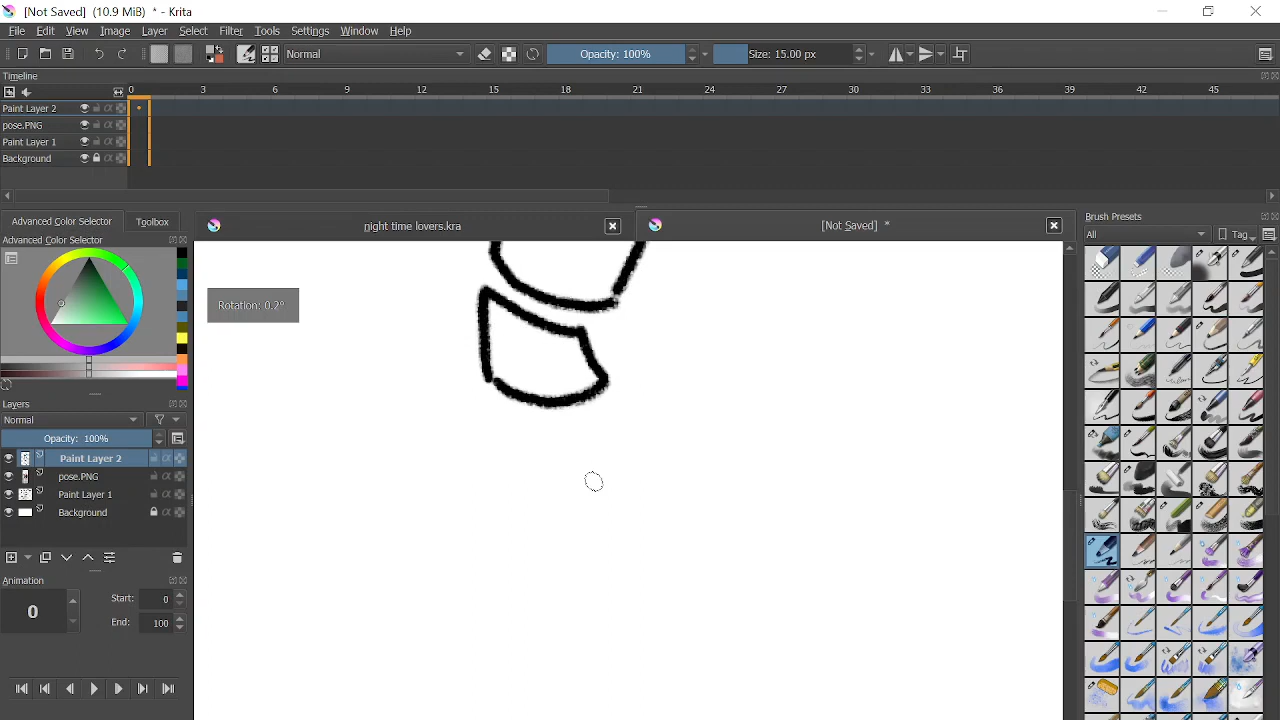 [Not Saved] (10.9 MiB) * - Krita
File Edit View Image Layer Select Filter Tools Settings Window Help
Normal Opacity: 100% Size: 15.00 px
Timeline
0 3 6 9 12 15 18 21 24 27 30 33 36 39 42 45
Paint Layer 2
pose.PNG
Paint Layer 1
Background
Advanced Color Selector Toolbox night time lovers.kra [Not Saved] *
Advanced Color Selector
Rotation: 0.2°
Layers
Normal
Opacity: 100%
Paint Layer 2
pose.PNG
Paint Layer 1
Background
Animation
0
Start: 0
End: 100
Brush Presets
All Tag